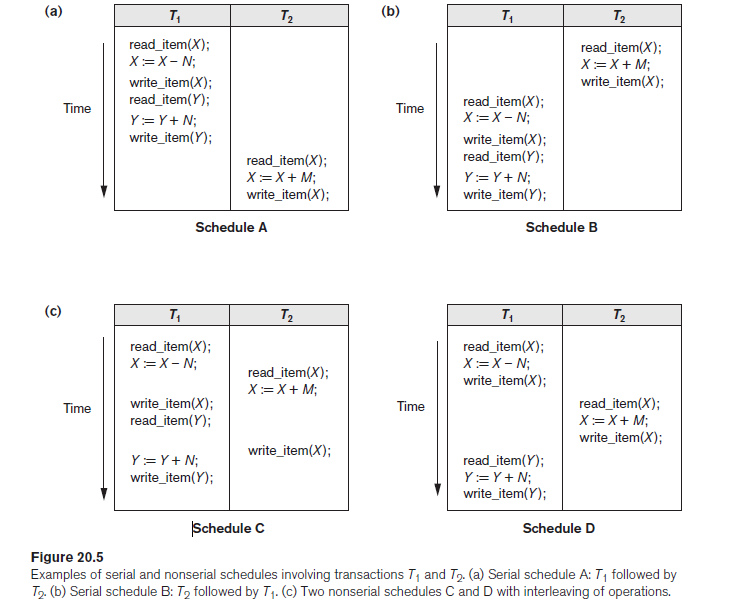 (a)
T1 T2
read_item(X);
X := X – N;
write_item(X);
read_item(Y);
Time
Y := Y + N;
write_item(Y);
read_item(X);
X := X + M;
write_item(X);
Schedule A
(b)
T1 T2
read_item(X);
X := X + M;
write_item(X);
Time
read_item(X);
X := X – N;
write_item(X);
read_item(Y);
Y := Y + N;
write_item(Y);
Schedule B
(c)
T1 T2
read_item(X);
X := X – N;
read_item(X);
X := X + M;
Time
write_item(X);
read_item(Y);
write_item(X);
Y := Y + N;
write_item(Y);
Schedule C
T1 T2
read_item(X);
X := X – N;
write_item(X);
Time
read_item(X);
X := X + M;
write_item(X);
read_item(Y);
Y := Y + N;
write_item(Y);
Schedule D
Figure 20.5
Examples of serial and nonserial schedules involving transactions T1 and T2. (a) Serial schedule A: T1 followed by
T2. (b) Serial schedule B: T2 followed by T1. (c) Two nonserial schedules C and D with interleaving of operations.